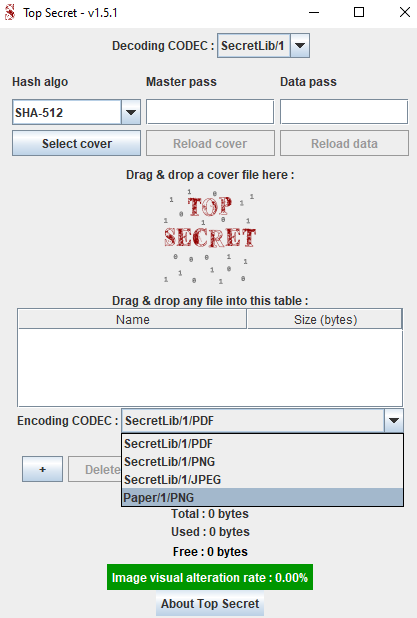 Top Secret - v1.5.1
Decoding CODEC : SecretLib/1
Hash algo Master pass Data pass
SHA-512
Select cover Reload cover Reload data
Drag & drop a cover file here :
TOP
SECRET
Drag & drop any file into this table :
Name Size (bytes)
Encoding CODEC : SecretLib/1/PDF
SecretLib/1/PDF
SecretLib/1/PNG
SecretLib/1/JPEG
Paper/1/PNG
+ Delete
Total : 0 bytes
Used : 0 bytes
Free : 0 bytes
Image visual alteration rate : 0.00%
About Top Secret